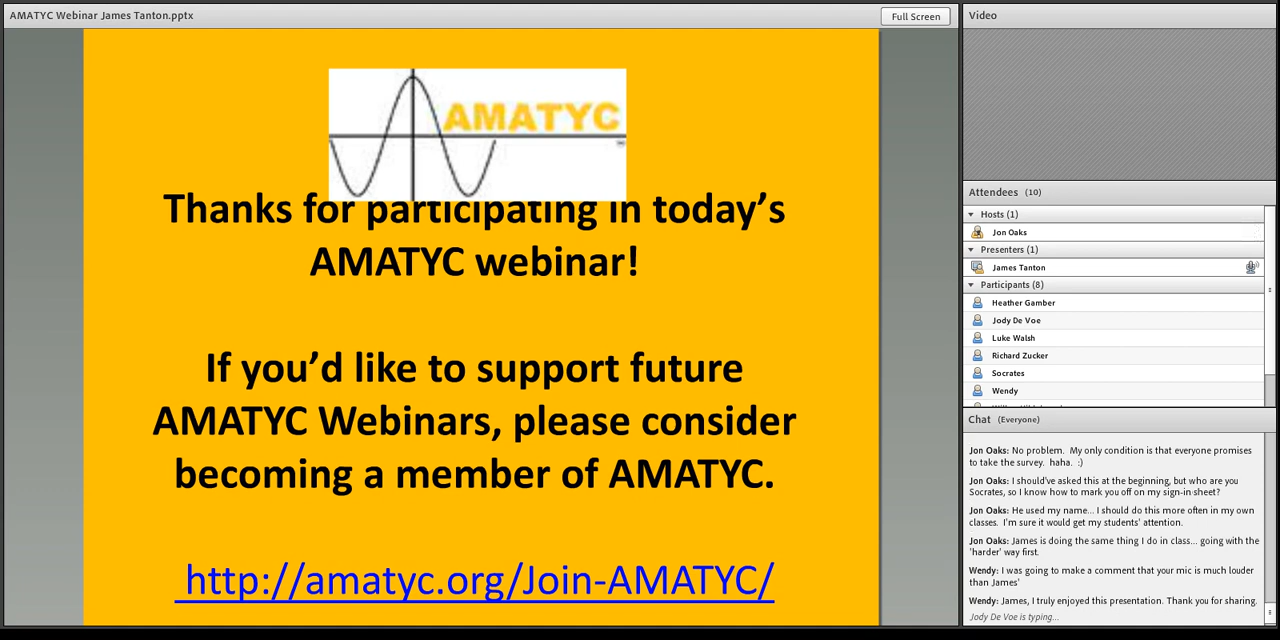 AMATYC Webinar James Tanton.pptx
Full Screen
AMATYC
Thanks for participating in today's
AMATYC webinar!
If you'd like to support future
AMATYC Webinars, please consider
becoming a member of AMATYC.
http://amatyc.org/Join-AMATYC/
Video
Attendees (10)
Hosts (1)
Jon Oaks
Presenters (1)
James Tanton
Participants (8)
Heather Gamber
Jody De Voe
Luke Walsh
Richard Zucker
Socrates
Wendy
Chat (Everyone)
Jon Oaks: No problem. My only condition is that everyone promises
to take the survey. haha. :)
Jon Oaks: I should've asked this at the beginning, but who are you
Socrates, so I know how to mark you off on my sign-in sheet?
Jon Oaks: He used my name... I should do this more often in my own
classes. I'm sure it would get my students' attention.
Jon Oaks: James is doing the same thing I do in class... going with the
'harder' way first.
Wendy: I was going to make a comment that your mic is much louder
than James'
Wendy: James, I truly enjoyed this presentation. Thank you for sharing.
Jody De Voe is typing...